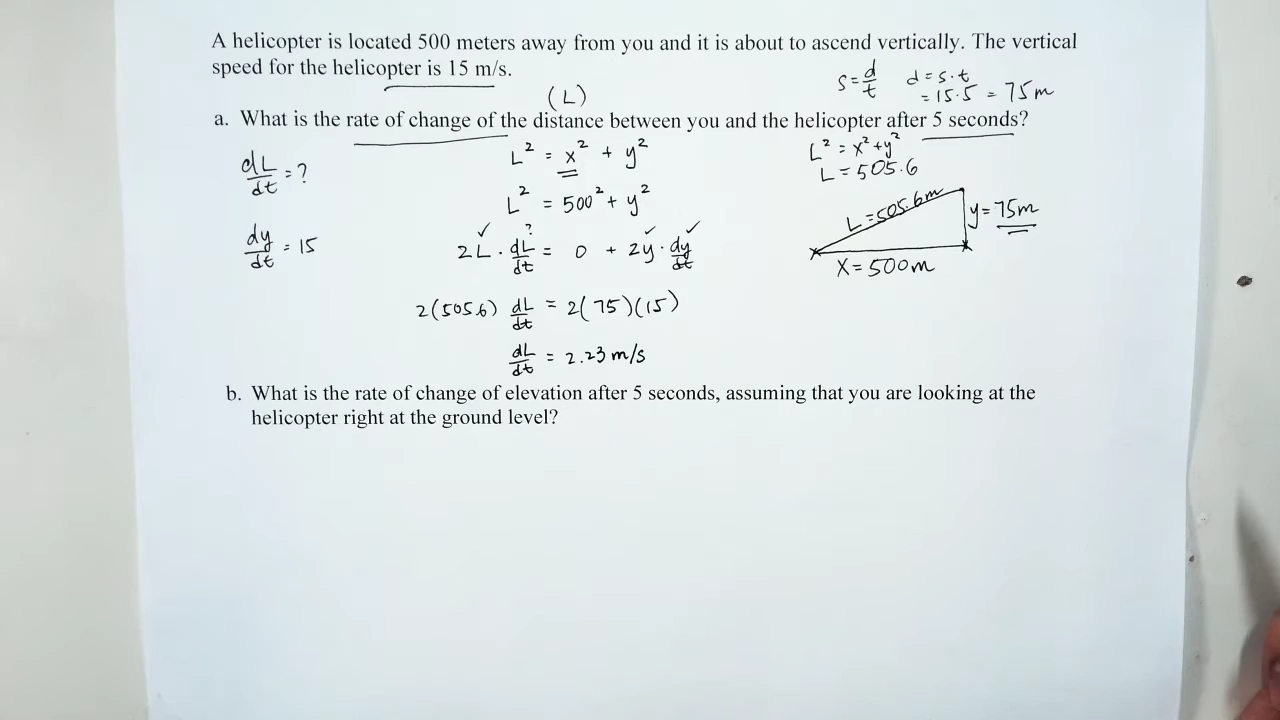 A helicopter is located 500 meters away from you and it is about to ascend vertically. The vertical
speed for the helicopter is 15 m/s.
s = d/t d = s·t
= 15·5 = 75m
(L)
a. What is the rate of change of the distance between you and the helicopter after 5 seconds?
dL/dt = ?
L² = x² + y²
L² = x² + y²
L = 505.6
L² = 500² + y²
L = 505.6m
y = 75m
dy/dt = 15
✓ ? ✓ ✓
2L · dL/dt = 0 + 2y · dy/dt
x = 500m
2(505.6) dL/dt = 2(75)(15)
dL/dt = 2.23 m/s
b. What is the rate of change of elevation after 5 seconds, assuming that you are looking at the
helicopter right at the ground level?